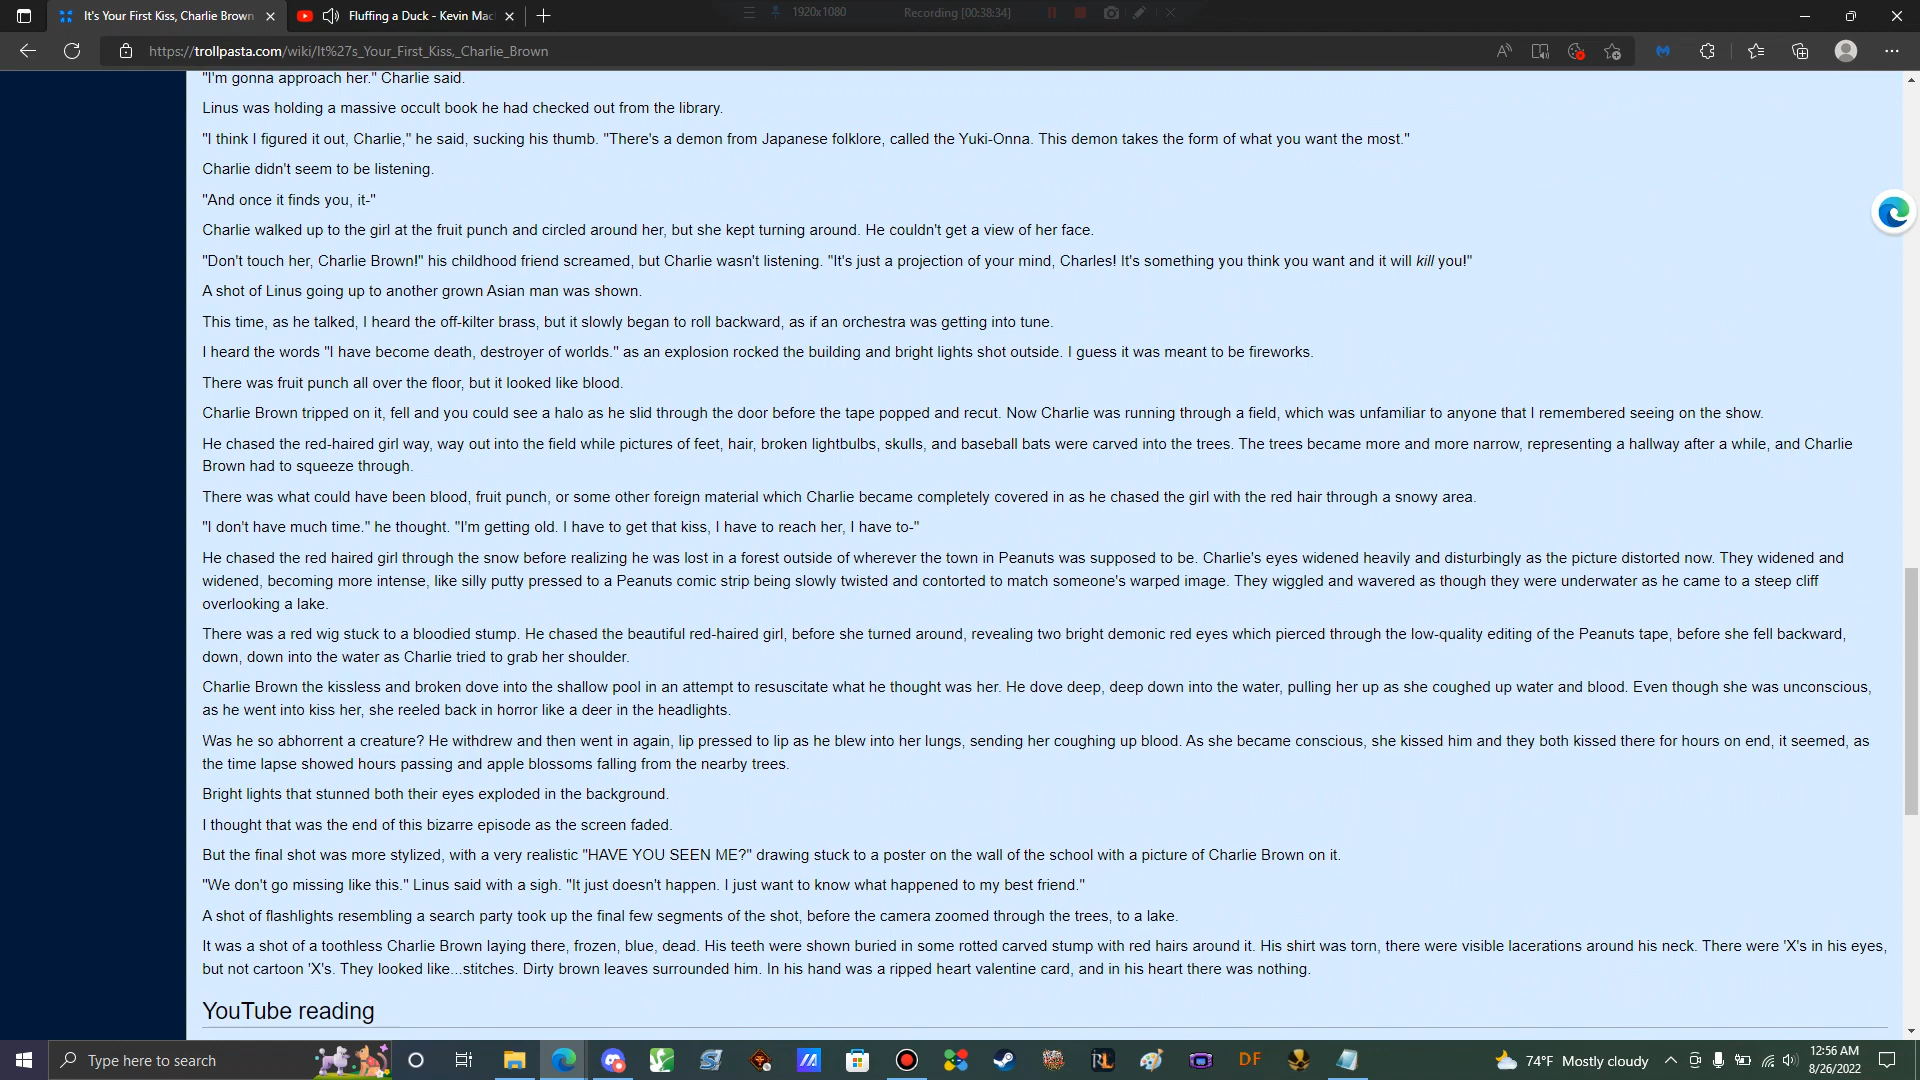 It's Your First Kiss, Charlie Brown
Fluffing a Duck - Kevin Mac
1920x1080
Recording [00:38:34]
https://trollpasta.com/wiki/It%27s_Your_First_Kiss,_Charlie_Brown
"I'm gonna approach her." Charlie said.
Linus was holding a massive occult book he had checked out from the library.
"I think I figured it out, Charlie," he said, sucking his thumb. "There's a demon from Japanese folklore, called the Yuki-Onna. This demon takes the form of what you want the most."
Charlie didn't seem to be listening.
"And once it finds you, it-"
Charlie walked up to the girl at the fruit punch and circled around her, but she kept turning around. He couldn't get a view of her face.
"Don't touch her, Charlie Brown!" his childhood friend screamed, but Charlie wasn't listening. "It's just a projection of your mind, Charles! It's something you think you want and it will kill you!"
A shot of Linus going up to another grown Asian man was shown.
This time, as he talked, I heard the off-kilter brass, but it slowly began to roll backward, as if an orchestra was getting into tune.
I heard the words "I have become death, destroyer of worlds." as an explosion rocked the building and bright lights shot outside. I guess it was meant to be fireworks.
There was fruit punch all over the floor, but it looked like blood.
Charlie Brown tripped on it, fell and you could see a halo as he slid through the door before the tape popped and recut. Now Charlie was running through a field, which was unfamiliar to anyone that I remembered seeing on the show.
He chased the red-haired girl way, way out into the field while pictures of feet, hair, broken lightbulbs, skulls, and baseball bats were carved into the trees. The trees became more and more narrow, representing a hallway after a while, and Charlie
Brown had to squeeze through.
There was what could have been blood, fruit punch, or some other foreign material which Charlie became completely covered in as he chased the girl with the red hair through a snowy area.
"I don't have much time." he thought. "I'm getting old. I have to get that kiss, I have to reach her, I have to-"
He chased the red haired girl through the snow before realizing he was lost in a forest outside of wherever the town in Peanuts was supposed to be. Charlie's eyes widened heavily and disturbingly as the picture distorted now. They widened and
widened, becoming more intense, like silly putty pressed to a Peanuts comic strip being slowly twisted and contorted to match someone's warped image. They wiggled and wavered as though they were underwater as he came to a steep cliff
overlooking a lake.
There was a red wig stuck to a bloodied stump. He chased the beautiful red-haired girl, before she turned around, revealing two bright demonic red eyes which pierced through the low-quality editing of the Peanuts tape, before she fell backward,
down, down into the water as Charlie tried to grab her shoulder.
Charlie Brown the kissless and broken dove into the shallow pool in an attempt to resuscitate what he thought was her. He dove deep, deep down into the water, pulling her up as she coughed up water and blood. Even though she was unconscious,
as he went into kiss her, she reeled back in horror like a deer in the headlights.
Was he so abhorrent a creature? He withdrew and then went in again, lip pressed to lip as he blew into her lungs, sending her coughing up blood. As she became conscious, she kissed him and they both kissed there for hours on end, it seemed, as
the time lapse showed hours passing and apple blossoms falling from the nearby trees.
Bright lights that stunned both their eyes exploded in the background.
I thought that was the end of this bizarre episode as the screen faded.
But the final shot was more stylized, with a very realistic "HAVE YOU SEEN ME?" drawing stuck to a poster on the wall of the school with a picture of Charlie Brown on it.
"We don't go missing like this." Linus said with a sigh. "It just doesn't happen. I just want to know what happened to my best friend."
A shot of flashlights resembling a search party took up the final few segments of the shot, before the camera zoomed through the trees, to a lake.
It was a shot of a toothless Charlie Brown laying there, frozen, blue, dead. His teeth were shown buried in some rotted carved stump with red hairs around it. His shirt was torn, there were visible lacerations around his neck. There were 'X's in his eyes,
but not cartoon 'X's. They looked like...stitches. Dirty brown leaves surrounded him. In his hand was a ripped heart valentine card, and in his heart there was nothing.
YouTube reading
Type here to search
DF
74°F Mostly cloudy
12:56 AM
8/26/2022